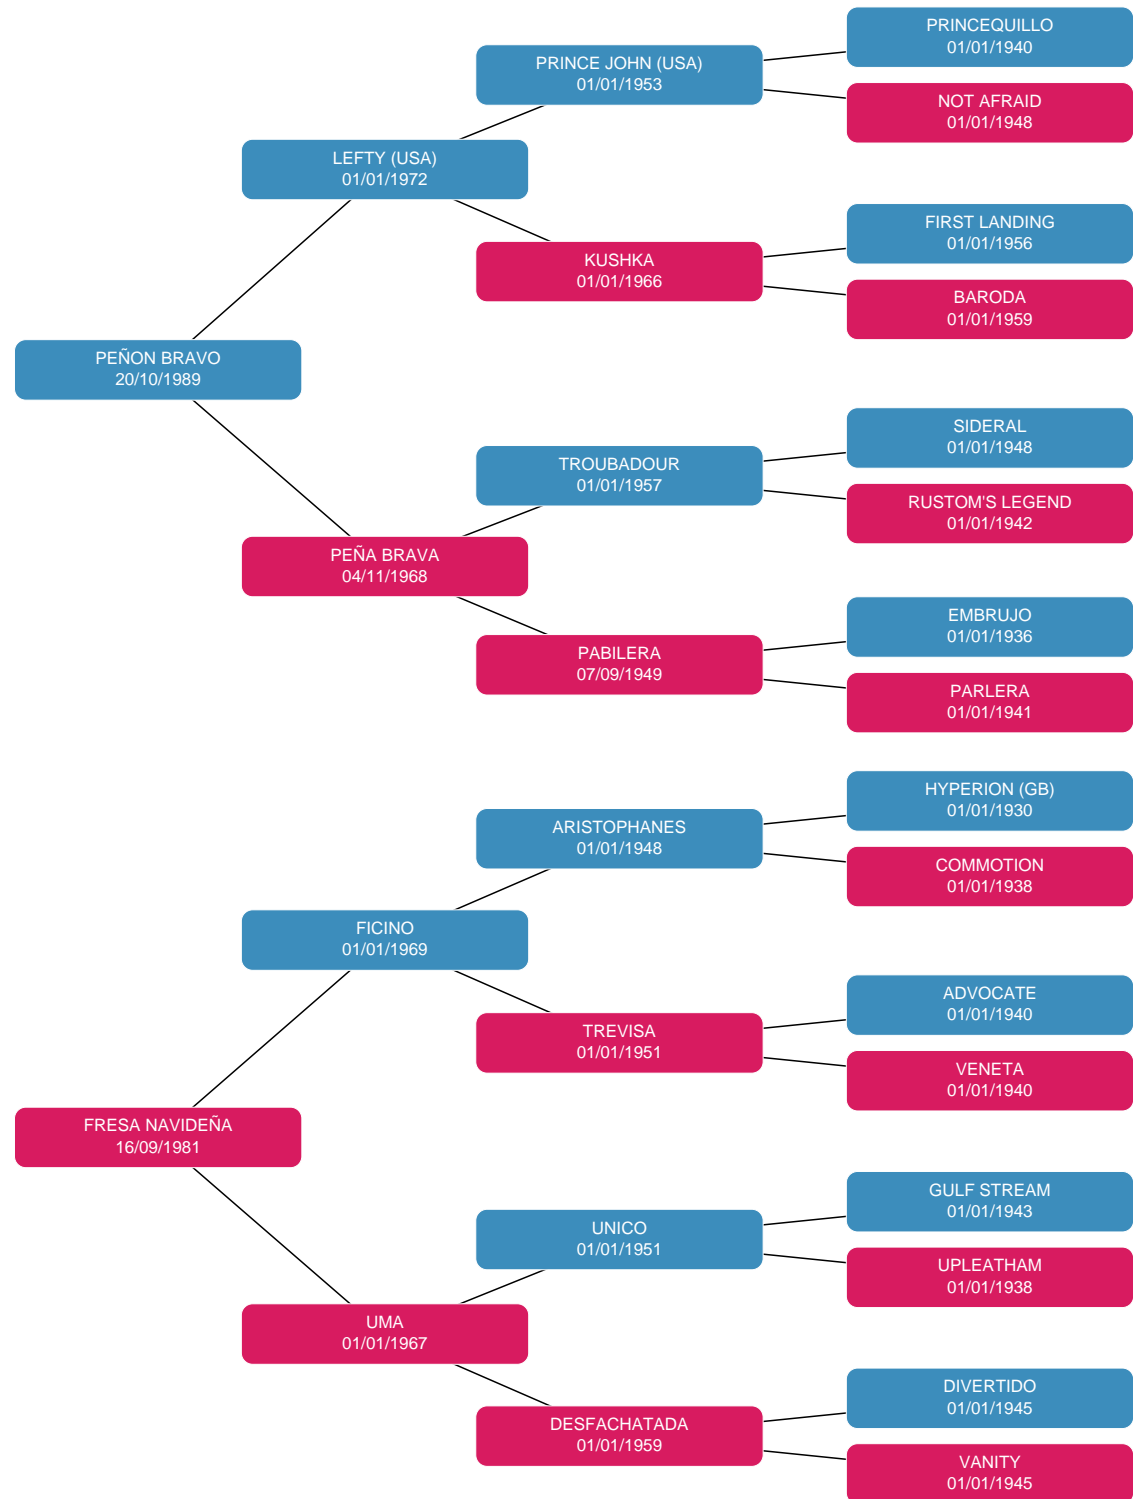 PRINCEQUILLO
01/01/1940
PRINCE JOHN (USA)
01/01/1953
NOT AFRAID
01/01/1948
LEFTY (USA)
01/01/1972
FIRST LANDING
01/01/1956
KUSHKA
01/01/1966
BARODA
01/01/1959
PEÑON BRAVO
20/10/1989
SIDERAL
01/01/1948
TROUBADOUR
01/01/1957
RUSTOM'S LEGEND
01/01/1942
PEÑA BRAVA
04/11/1968
EMBRUJO
01/01/1936
PABILERA
07/09/1949
PARLERA
01/01/1941
HYPERION (GB)
01/01/1930
ARISTOPHANES
01/01/1948
COMMOTION
01/01/1938
FICINO
01/01/1969
ADVOCATE
01/01/1940
TREVISA
01/01/1951
VENETA
01/01/1940
FRESA NAVIDEÑA
16/09/1981
GULF STREAM
01/01/1943
UNICO
01/01/1951
UPLEATHAM
01/01/1938
UMA
01/01/1967
DIVERTIDO
01/01/1945
DESFACHATADA
01/01/1959
VANITY
01/01/1945